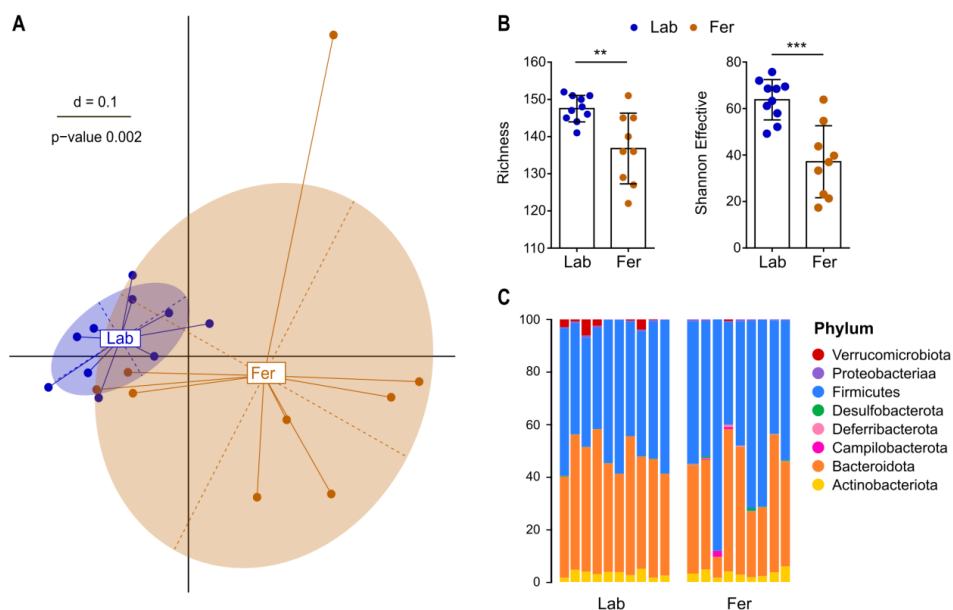 A
d = 0.1
p-value 0.002
Lab
Fer
B
Lab Fer
**
***
Richness
160
150
140
130
120
110
Lab Fer
Shannon Effective
80
60
40
20
0
Lab Fer
C
100
80
60
40
20
0
Lab Fer
Phylum
Verrucomicrobiota
Proteobacteriaa
Firmicutes
Desulfobacterota
Deferribacterota
Campilobacterota
Bacteroidota
Actinobacteriota